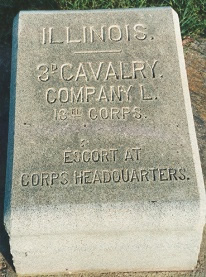 ILLINOIS.
3D CAVALRY.
COMPANY L.
13TH CORPS.
ESCORT AT
CORPS HEADQUARTERS.